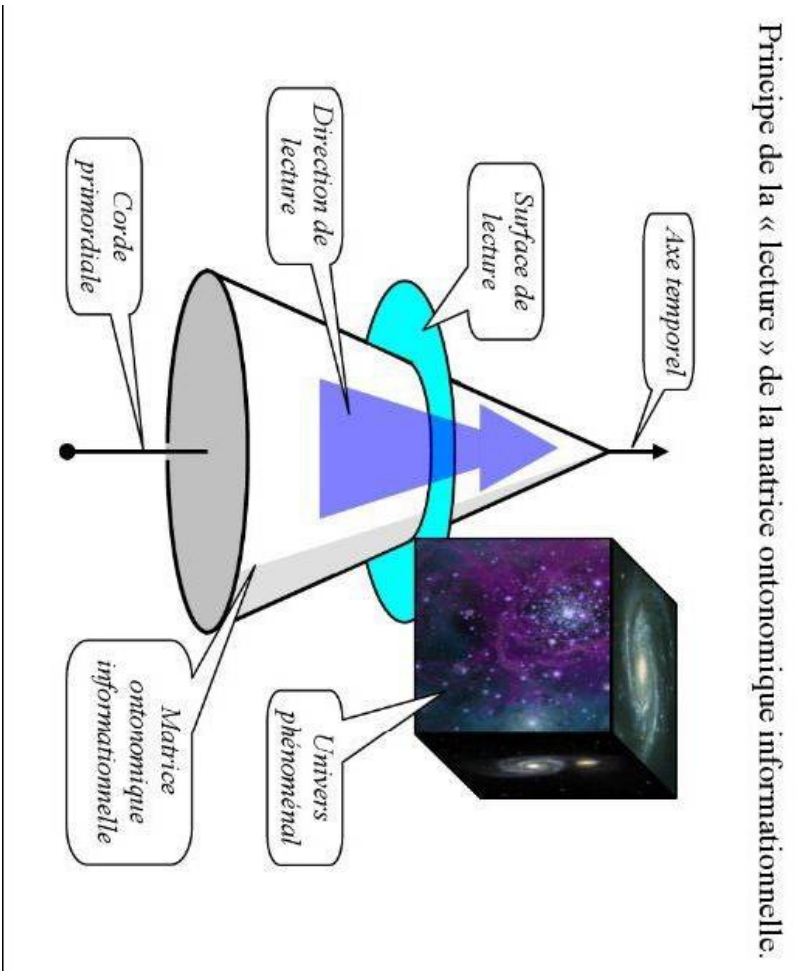 Principe de la « lecture » de la matrice ontonomique informationnelle.
Axe temporel
Surface de
lecture
Direction de
lecture
Corde
primordiale
Univers
phénoménal
Matrice
ontonomique
informationnelle